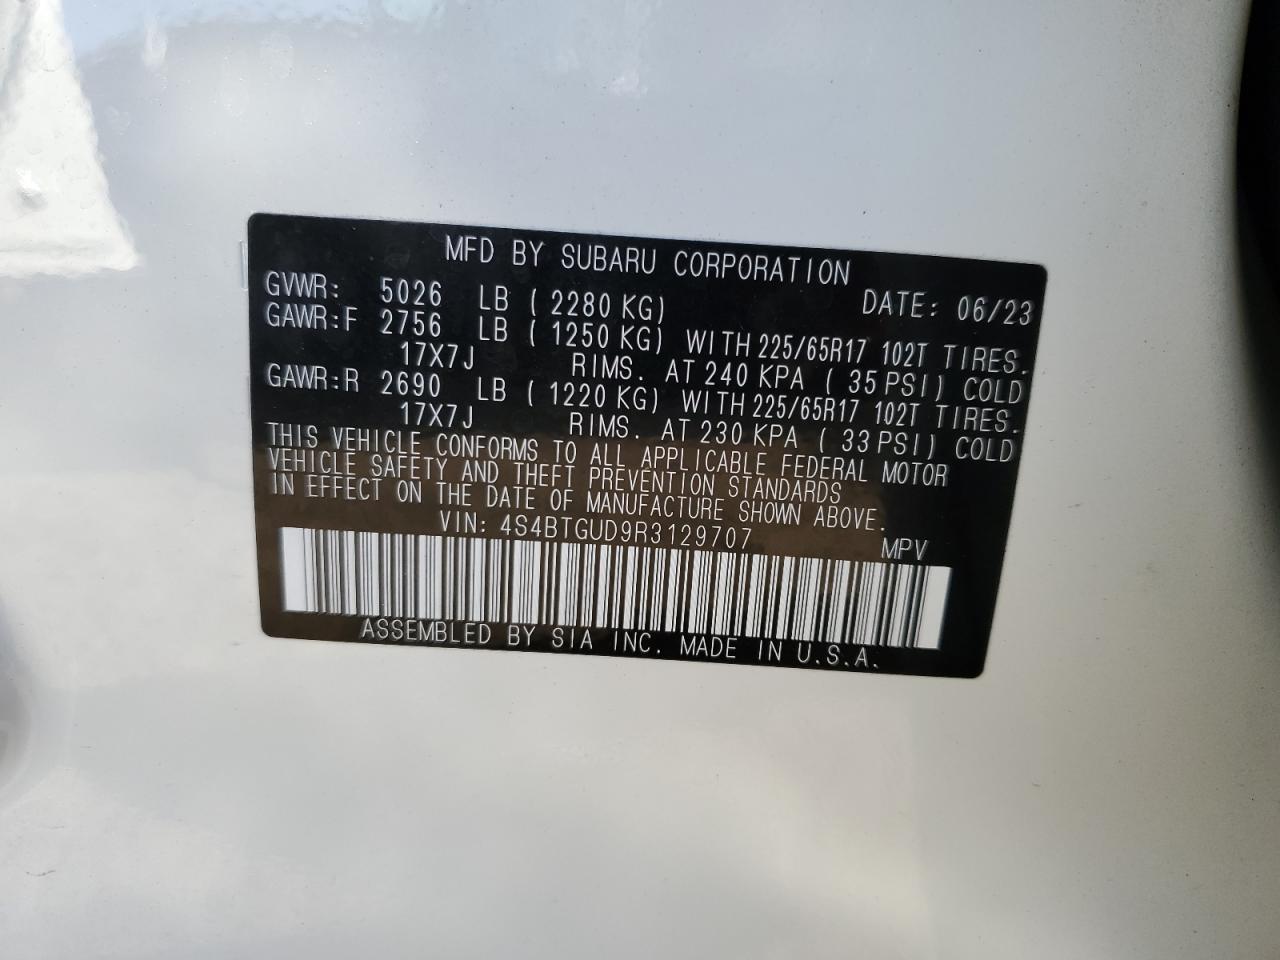 MFD BY SUBARU CORPORATION
DATE: 06/23
GVWR: 5026 LB ( 2280 KG)
GAWR:F 2756 LB ( 1250 KG) WITH 225/65R17 102T TIRES.
17X7J RIMS. AT 240 KPA ( 35 PSI) COLD
GAWR:R 2690 LB ( 1220 KG) WITH 225/65R17 102T TIRES.
17X7J RIMS. AT 230 KPA ( 33 PSI) COLD
THIS VEHICLE CONFORMS TO ALL APPLICABLE FEDERAL MOTOR
VEHICLE SAFETY AND THEFT PREVENTION STANDARDS
IN EFFECT ON THE DATE OF MANUFACTURE SHOWN ABOVE.
VIN: 4S4BTGUD9R3129707 MPV
ASSEMBLED BY SIA INC. MADE IN U.S.A.